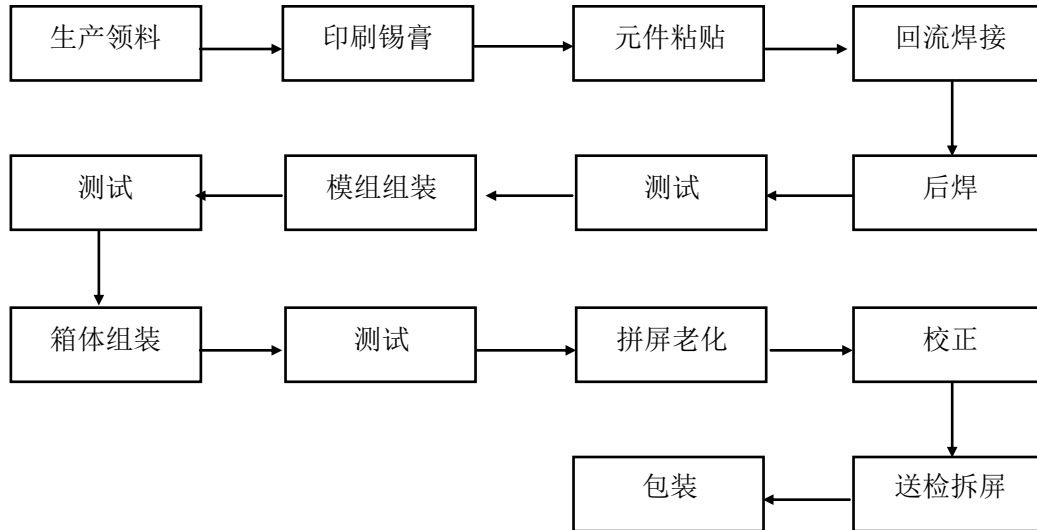 生产领料
印刷锡膏
元件粘贴
回流焊接
后焊
测试
模组组装
测试
箱体组装
测试
拼屏老化
校正
送检拆屏
包装